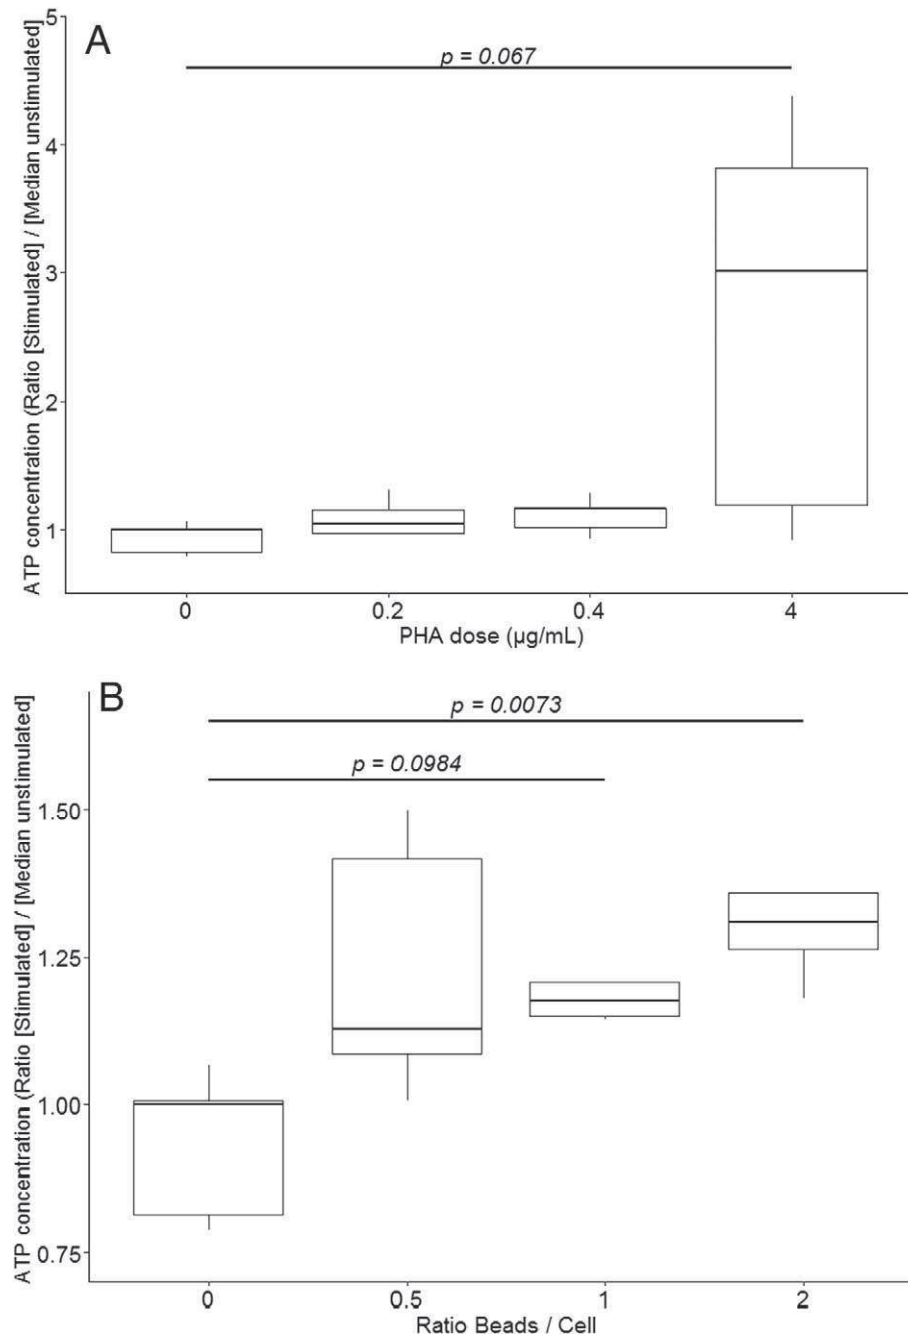 A
p = 0.067
ATP concentration (Ratio [Stimulated] / [Median unstimulated]
5
4
3
2
1
0 0.2 0.4 4
PHA dose (µg/mL)
B
p = 0.0073
p = 0.0984
ATP concentration (Ratio [Stimulated] / [Median unstimulated]
1.50
1.25
1.00
0.75
0 0.5 1 2
Ratio Beads / Cell